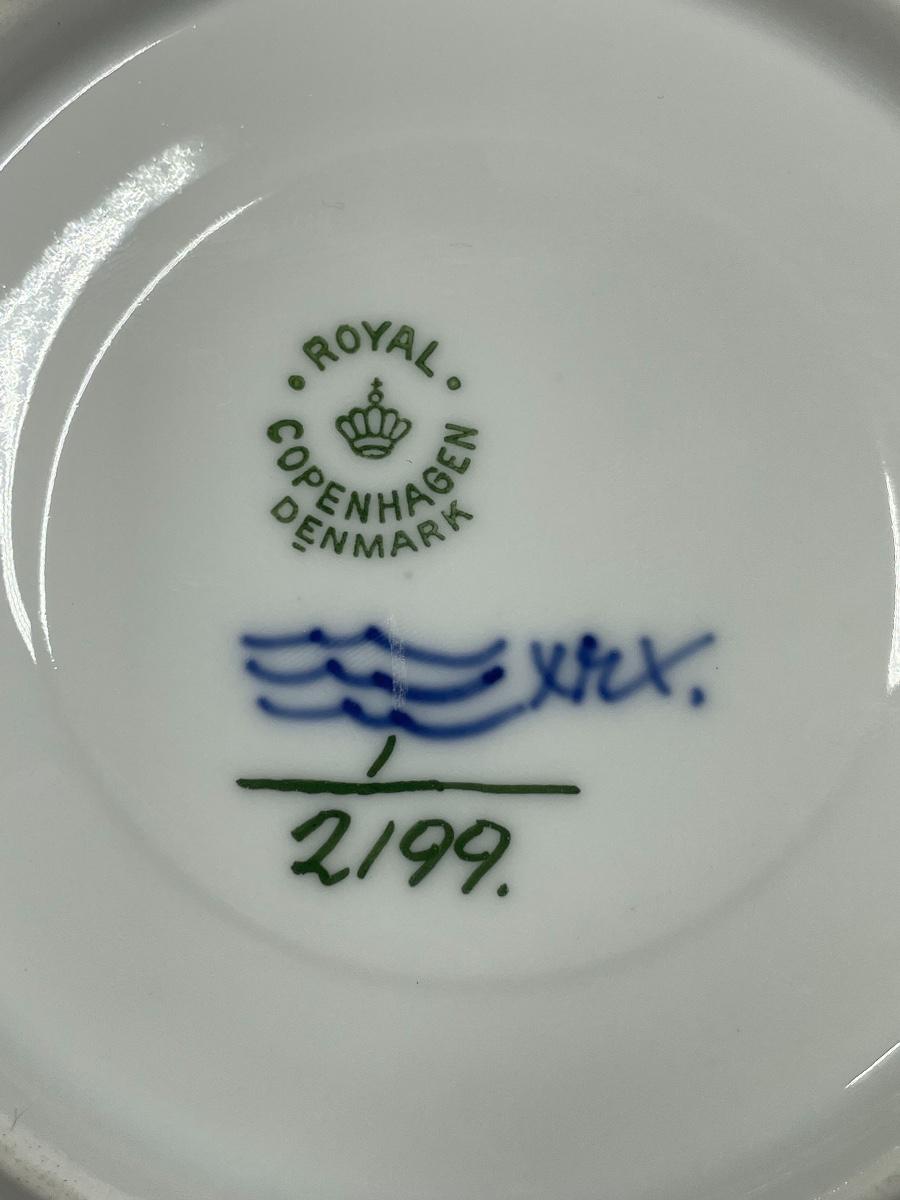 ROYAL
COPENHAGEN
DENMARK
1
2199.